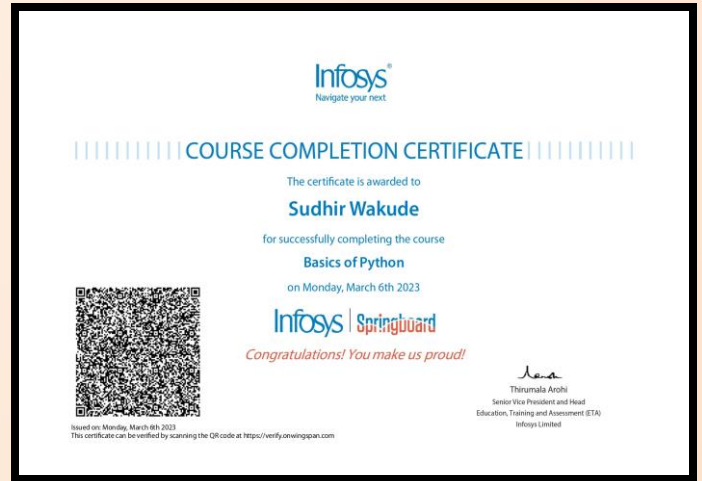 Infosys®
Navigate your next
COURSE COMPLETION CERTIFICATE
The certificate is awarded to
Sudhir Wakude
for successfully completing the course
Basics of Python
on Monday, March 6th 2023
Infosys | Springboard
Congratulations! You make us proud!
Thirumala Arohi
Senior Vice President and Head
Education, Training and Assessment (ETA)
Infosys Limited
Issued on: Monday, March 6th 2023
This certificate can be verified by scanning the QR code at https://verify.onwingspan.com